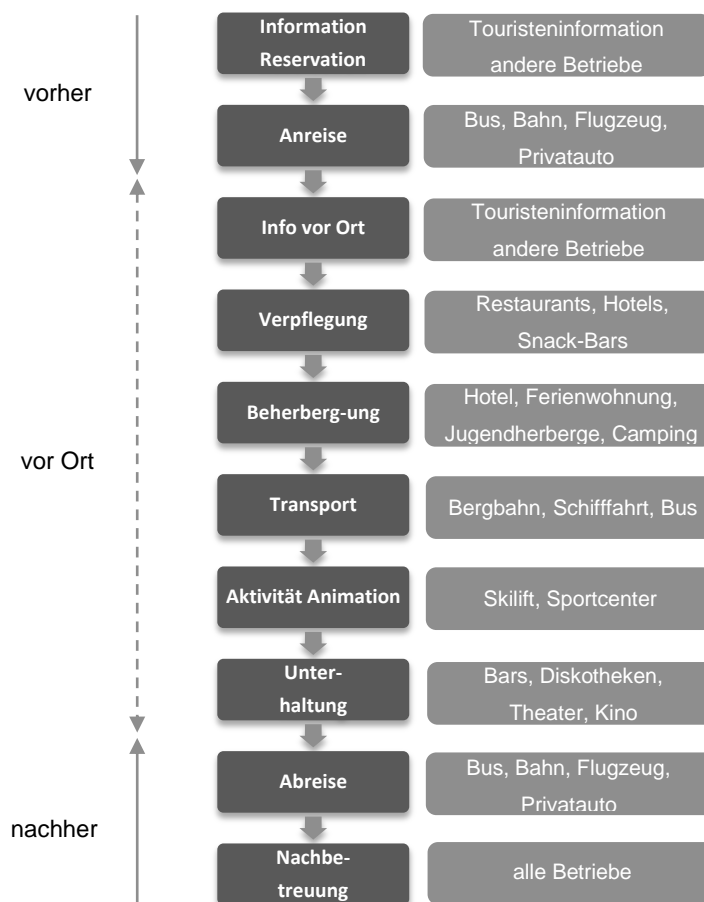 Information
Reservation
Touristeninformation
andere Betriebe
vorher
Anreise
Bus, Bahn, Flugzeug,
Privatauto
Info vor Ort
Touristeninformation
andere Betriebe
Verpflegung
Restaurants, Hotels,
Snack-Bars
Beherberg-ung
Hotel, Ferienwohnung,
Jugendherberge, Camping
vor Ort
Transport
Bergbahn, Schifffahrt, Bus
Aktivität Animation
Skilift, Sportcenter
Unter-
haltung
Bars, Diskotheken,
Theater, Kino
Abreise
Bus, Bahn, Flugzeug,
Privatauto
nachher
Nachbe-
treuung
alle Betriebe